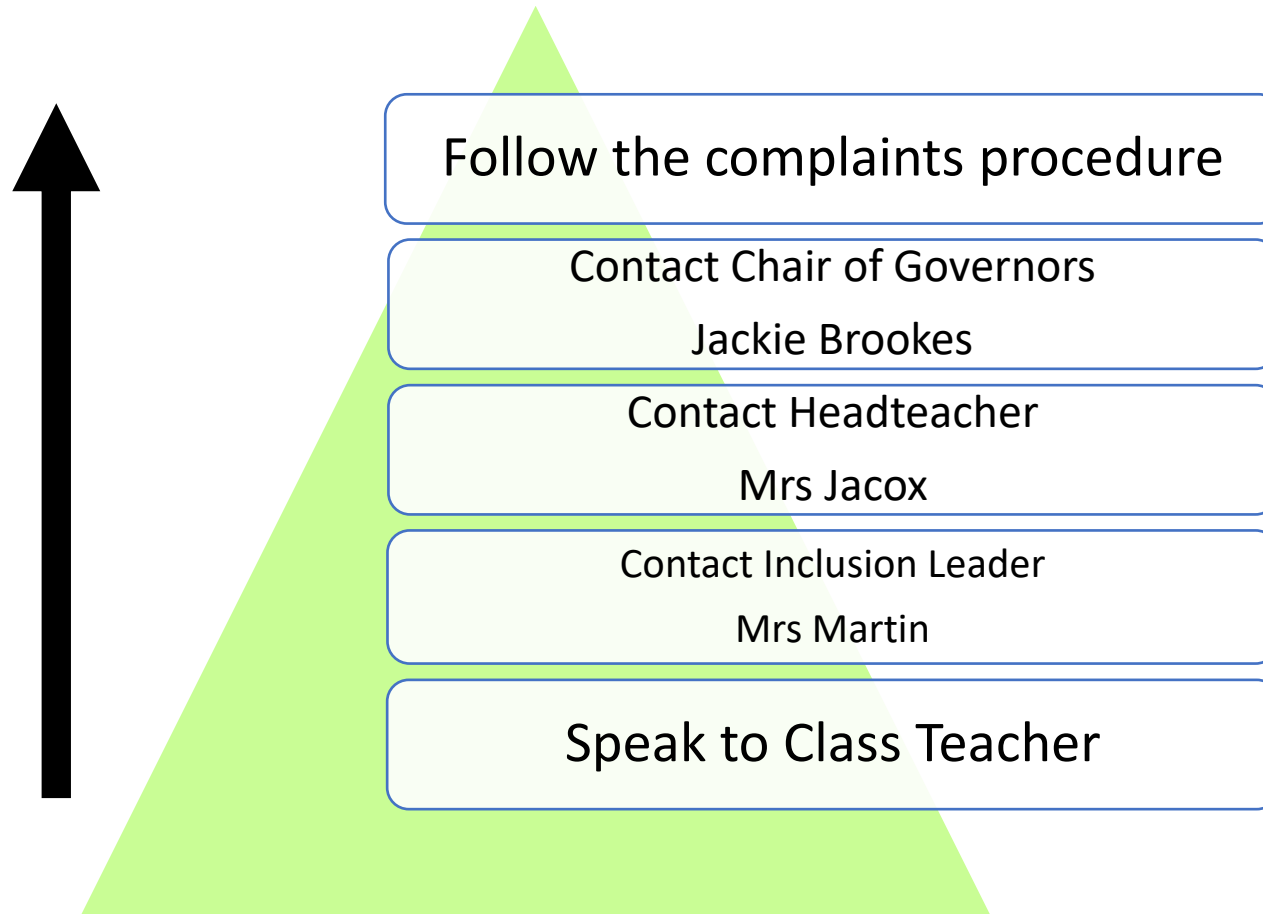 Follow the complaints procedure
Contact Chair of Governors
Jackie Brookes
Contact Headteacher
Mrs Jacox
Contact Inclusion Leader
Mrs Martin
Speak to Class Teacher